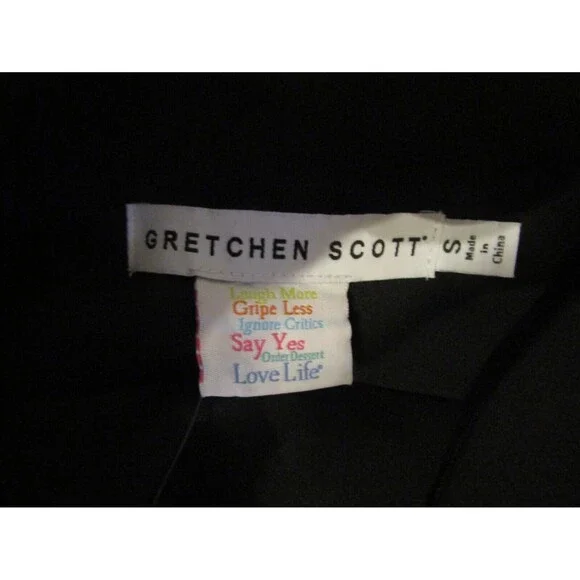 GRETCHEN SCOTT®
S
Made
in
China
Laugh More
Gripe Less
Ignore Critics
Say Yes
Order Dessert
Love Life®